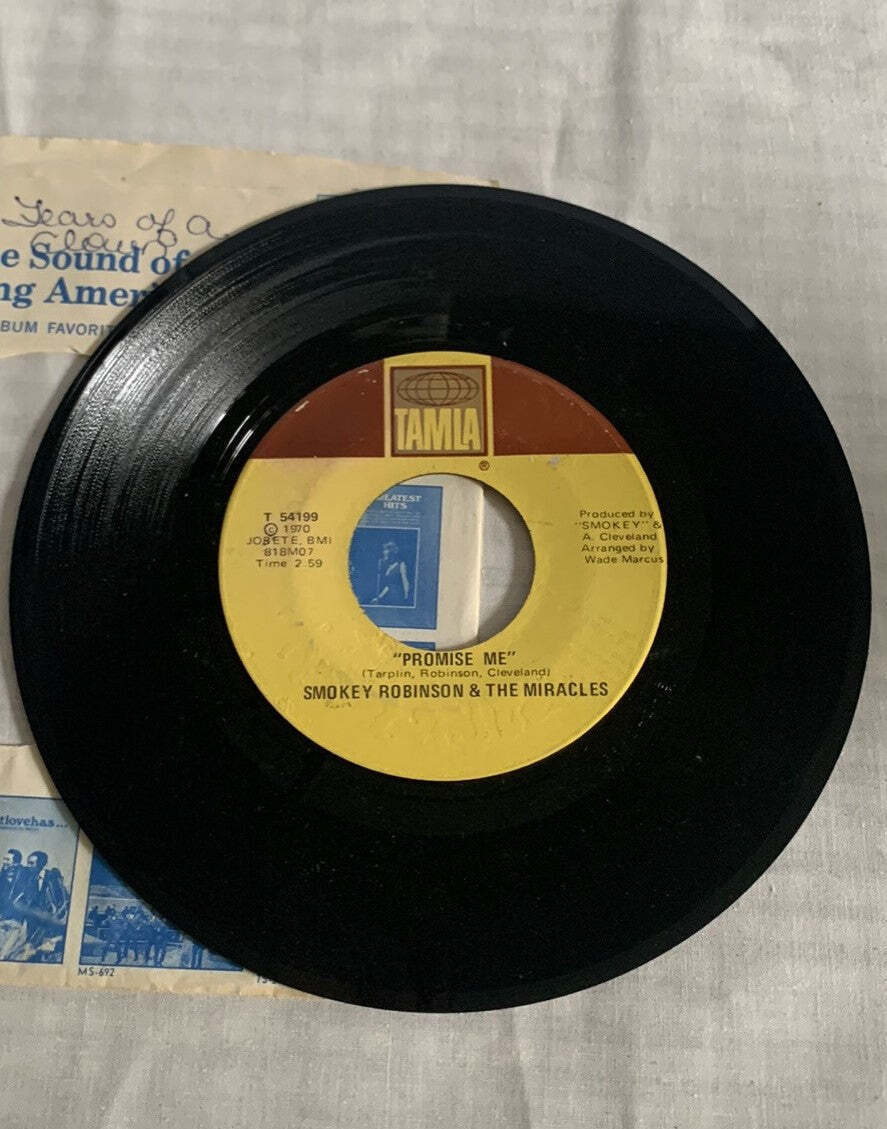 Tears of a
Clown
e Sound of
ng Amer
BUM FAVORIT
TAMLA
®
T 54199
© 1970
JOBETE, BMI
818M07
Time 2:59
Produced by
"SMOKEY" &
A. Cleveland
Arranged by
Wade Marcus
EATEST
HITS
"PROMISE ME"
(Tarplin, Robinson, Cleveland)
SMOKEY ROBINSON & THE MIRACLES
tlovehas...
MS-692